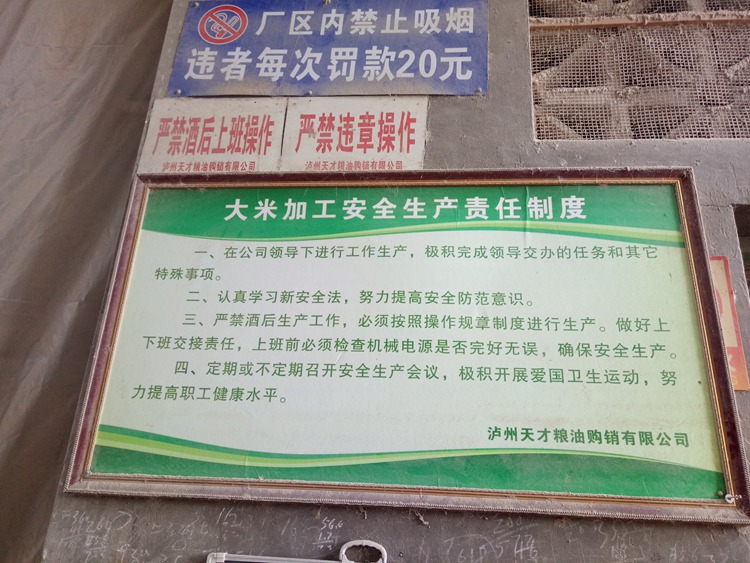 厂区内禁止吸烟
违者每次罚款20元
严禁酒后上班操作
泸州天才粮油购销有限公司
严禁违章操作
泸州天才粮油购销有限公司
大米加工安全生产责任制度
一、在公司领导下进行工作生产，极积完成领导交办的任务和其它
特殊事项。
二、认真学习新安全法，努力提高安全防范意识。
三、严禁酒后生产工作，必须按照操作规章制度进行生产。做好上
下班交接责任，上班前必须检查机械电源是否完好无误，确保安全生产。
四、定期或不定期召开安全生产会议，极积开展爱国卫生运动，努
力提高职工健康水平。
泸州天才粮油购销有限公司